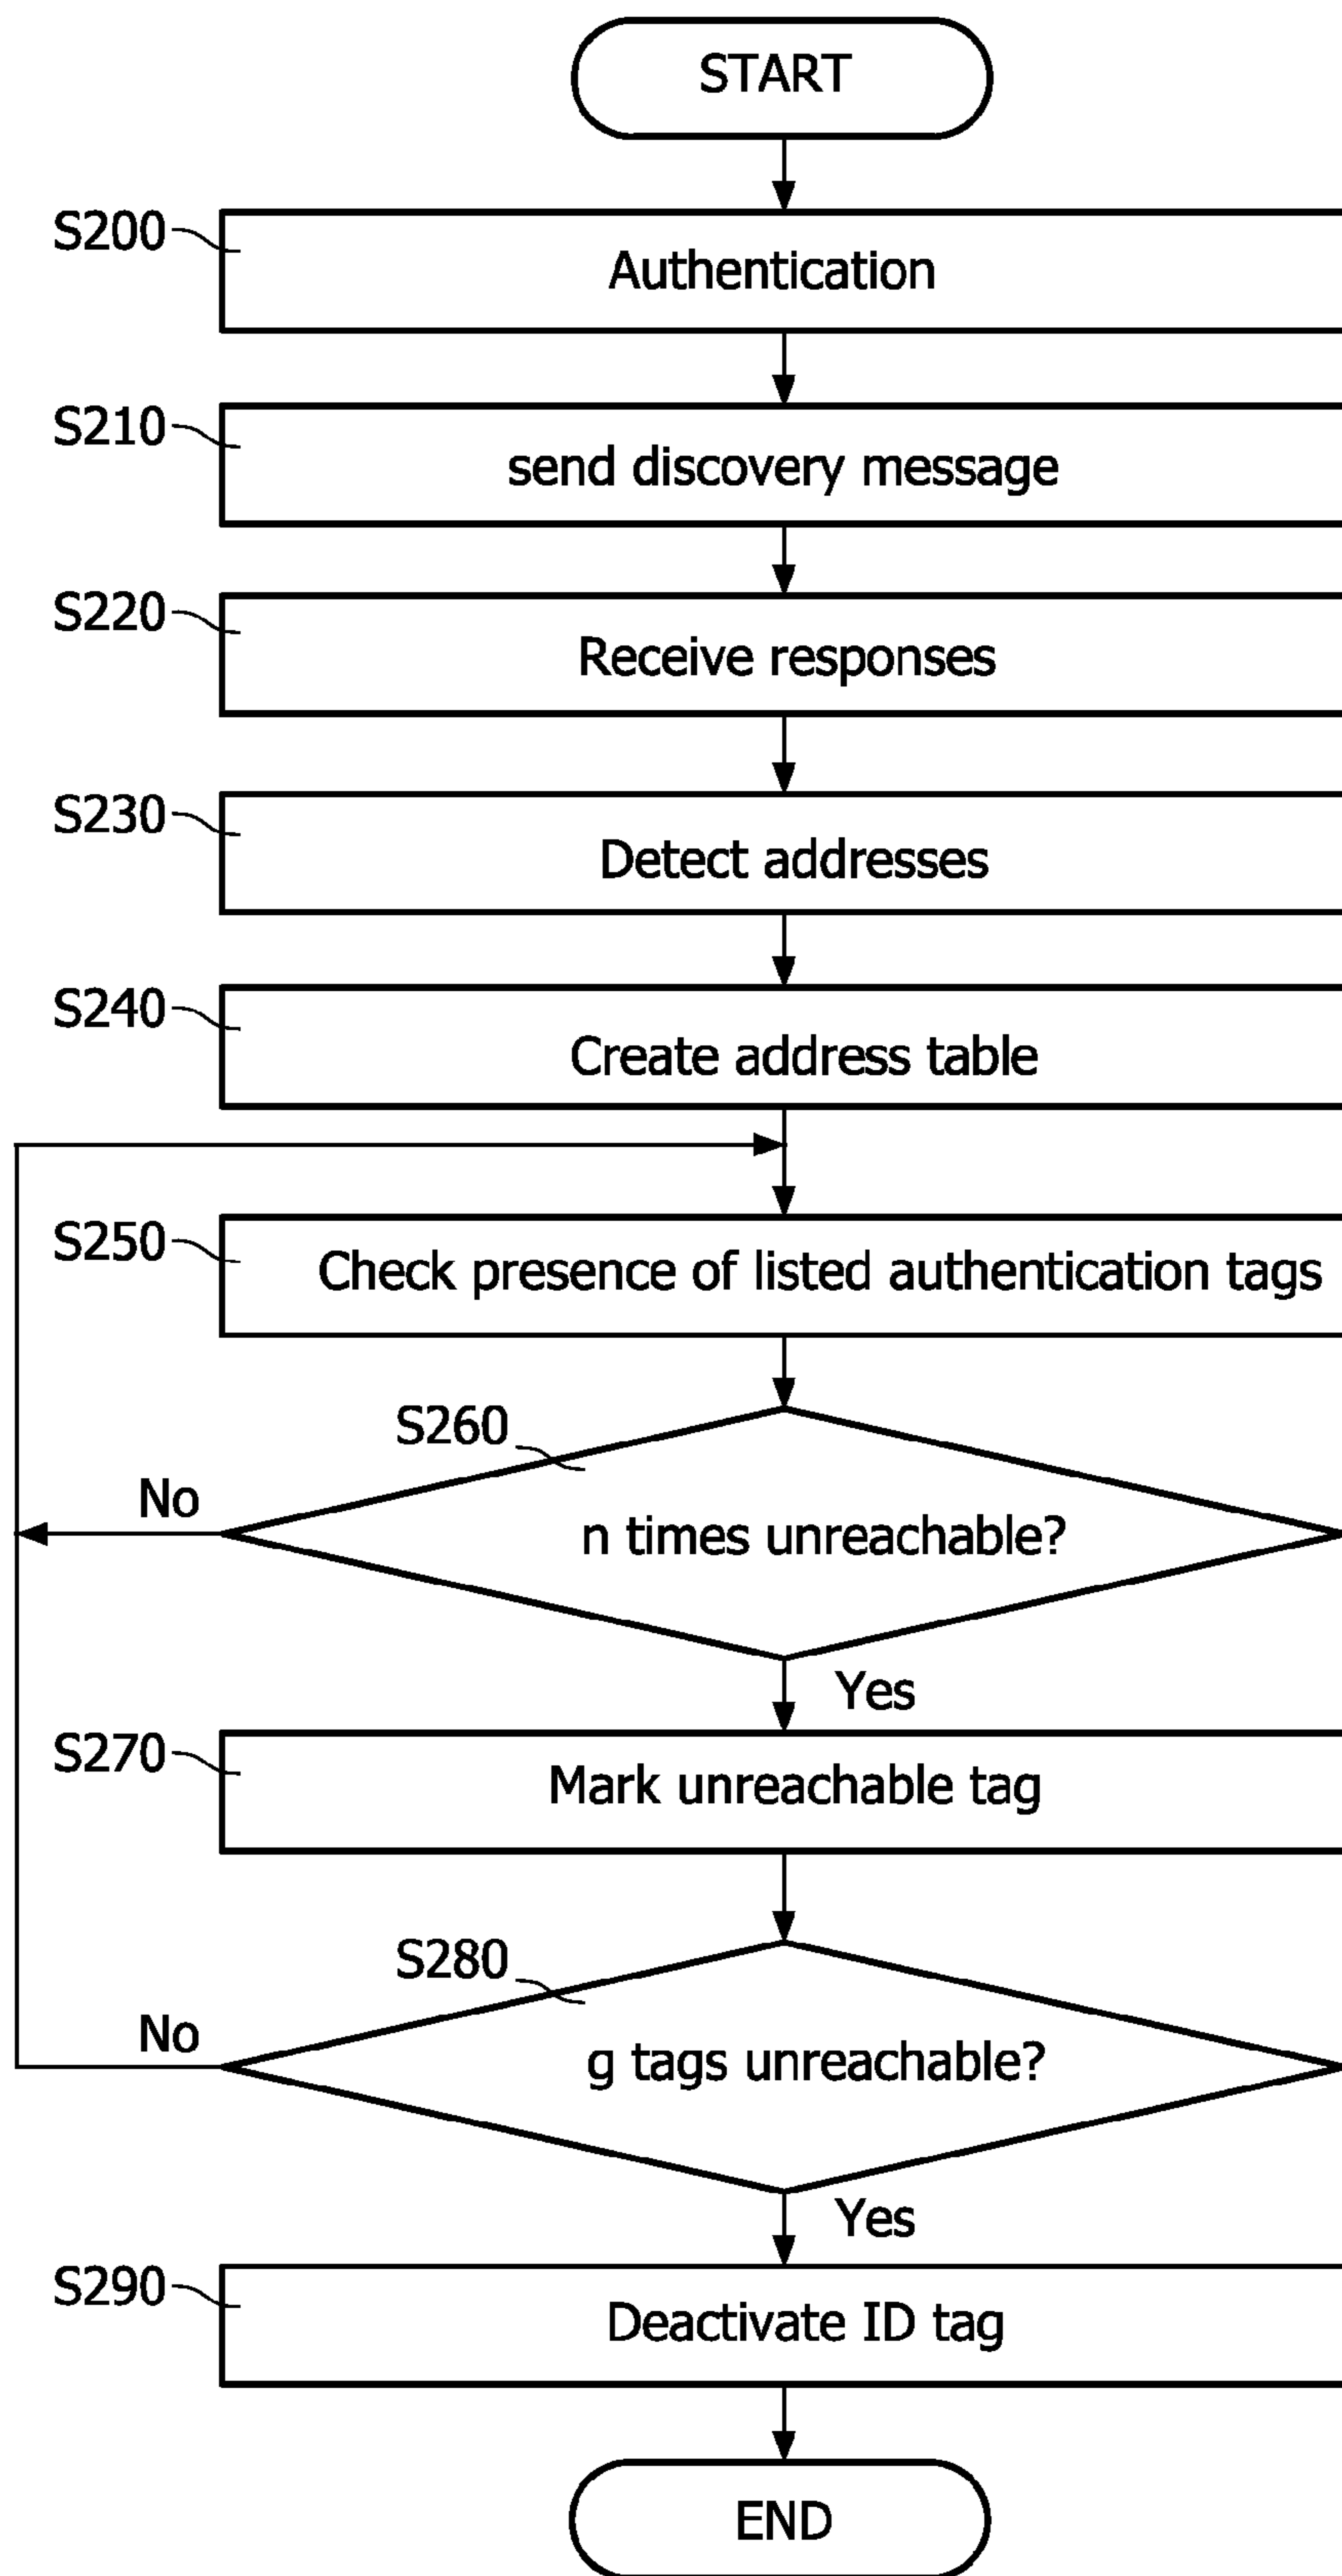 START
S200
Authentication
S210
send discovery message
S220
Receive responses
S230
Detect addresses
S240
Create address table
S250
Check presence of listed authentication tags
S260
No
n times unreachable?
Yes
S270
Mark unreachable tag
S280
No
g tags unreachable?
Yes
S290
Deactivate ID tag
END